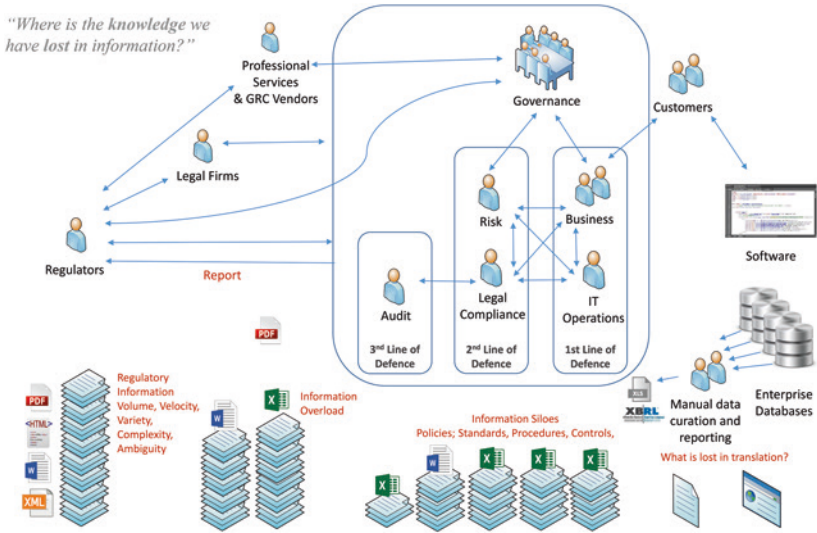 “Where is the knowledge we
have lost in information?”
Professional
Services
& GRC Vendors
Governance
Customers
Legal Firms
Risk
Business
Software
Regulators
Report
Audit
Legal
Compliance
IT
Operations
3nd Line of
Defence
2nd Line of
Defence
1st Line of
Defence
PDF
Regulatory
Information
Volume, Velocity,
Variety,
Complexity,
Ambiguity
PDF
<HTML>
W
XML
W
X
Information
Overload
Information Siloes
Policies; Standards, Procedures, Controls,
X
W
X
X
X
XLS
XBRL
Manual data
curation and
reporting
Enterprise
Databases
What is lost in translation?